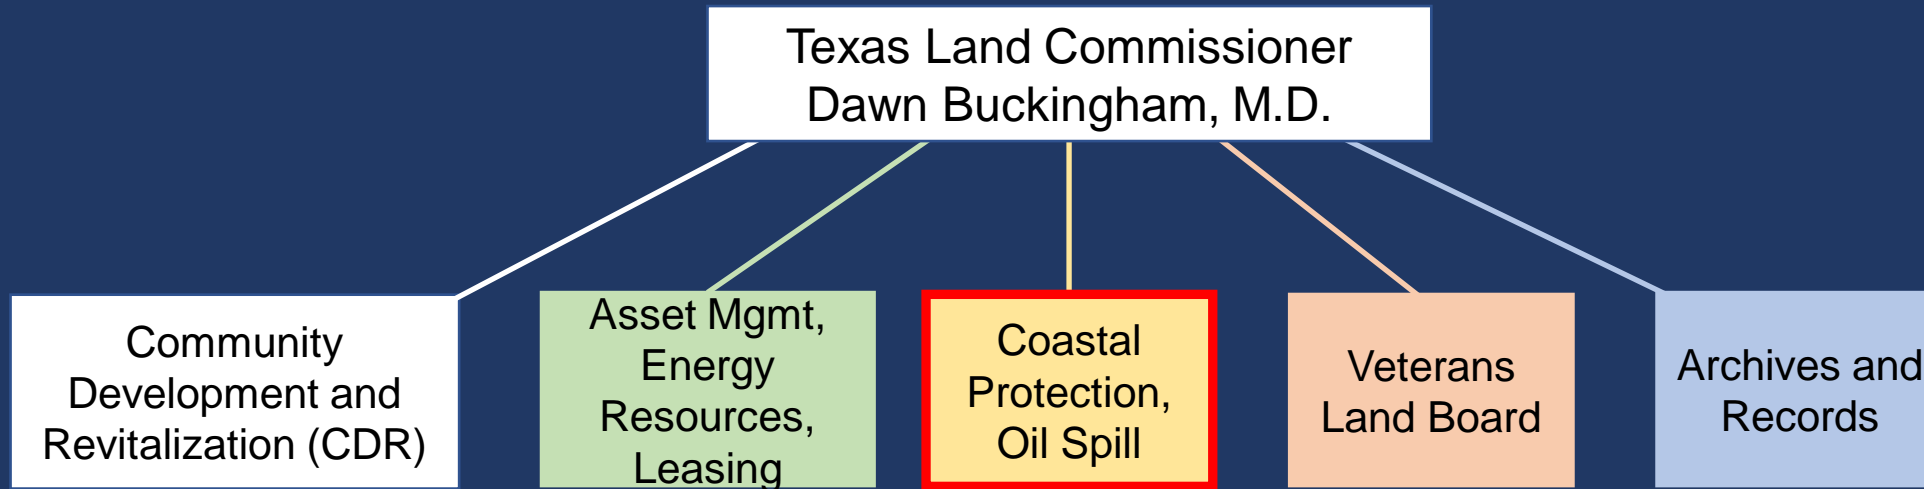 Texas Land Commissioner
Dawn Buckingham, M.D.
Community
Development and
Revitalization (CDR)
Asset Mgmt,
Energy
Resources,
Leasing
Coastal
Protection,
Oil Spill
Veterans
Land Board
Archives and
Records